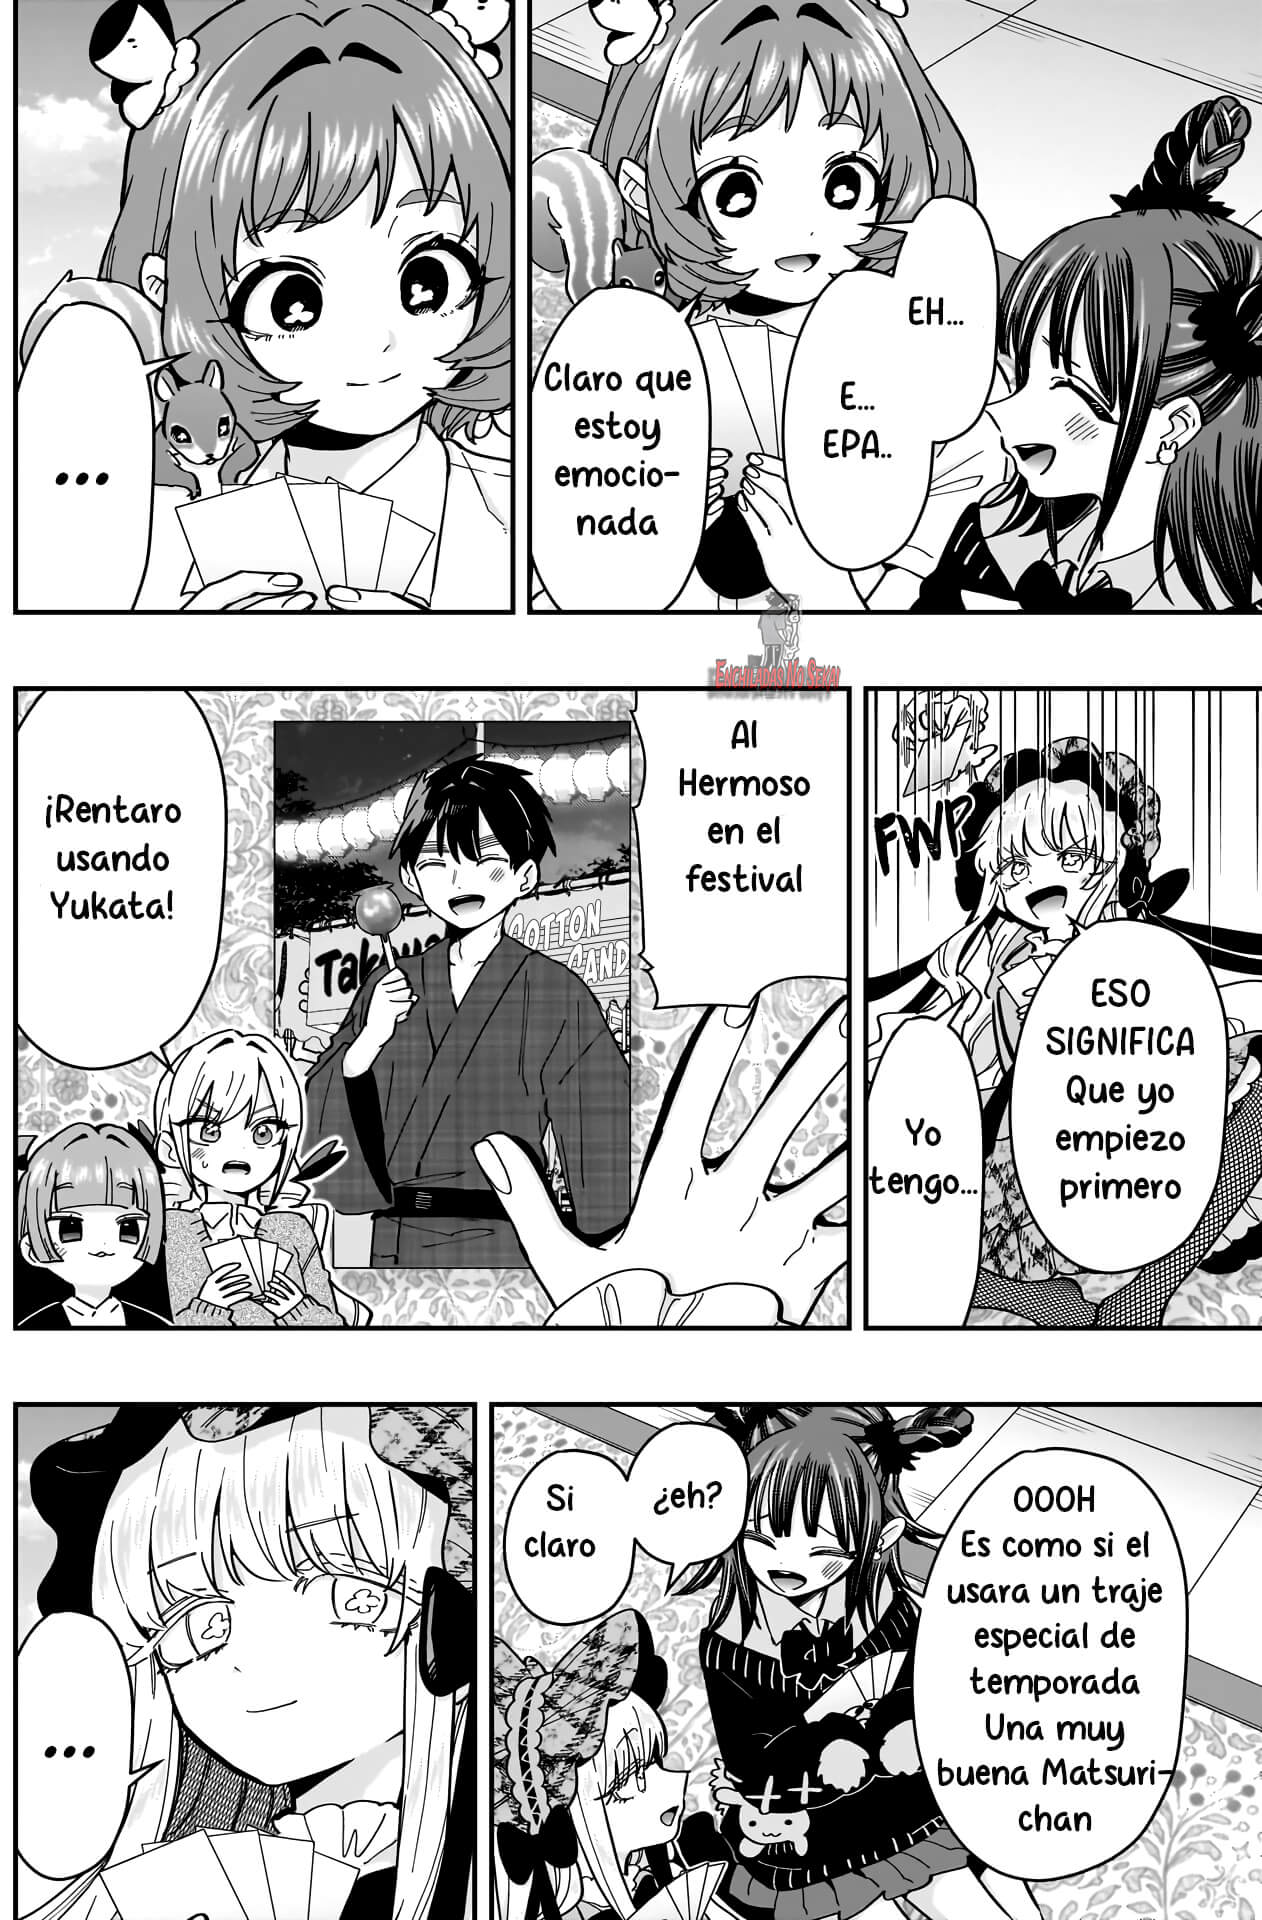 EH...
E...
EPA..
Claro que
estoy
emocio-
nada
...
ENCHILADAS NO SEKAI
FWP
ESO
SIGNIFICA
Que yo
empiezo
primero
Yo
tengo...
Al
Hermoso
en el
festival
COTTON
CAND
Tak
¡Rentaro
usando
Yukata!
OOOH
Es como si el
usara un traje
especial de
temporada
Una muy
buena Matsuri-
chan
¿eh?
Si
claro
...